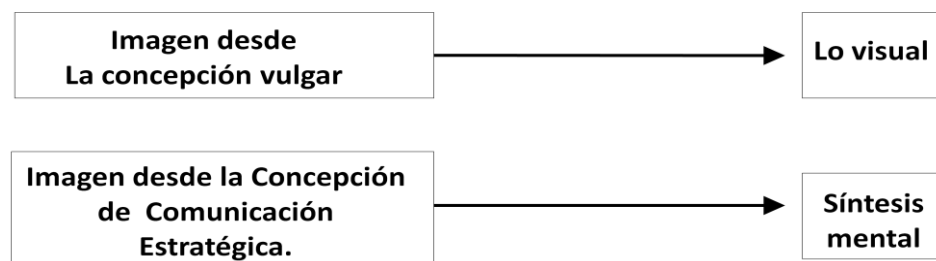 Imagen desde
La concepción vulgar
Lo visual
Imagen desde la Concepción
de Comunicación
Estratégica.
Síntesis
mental